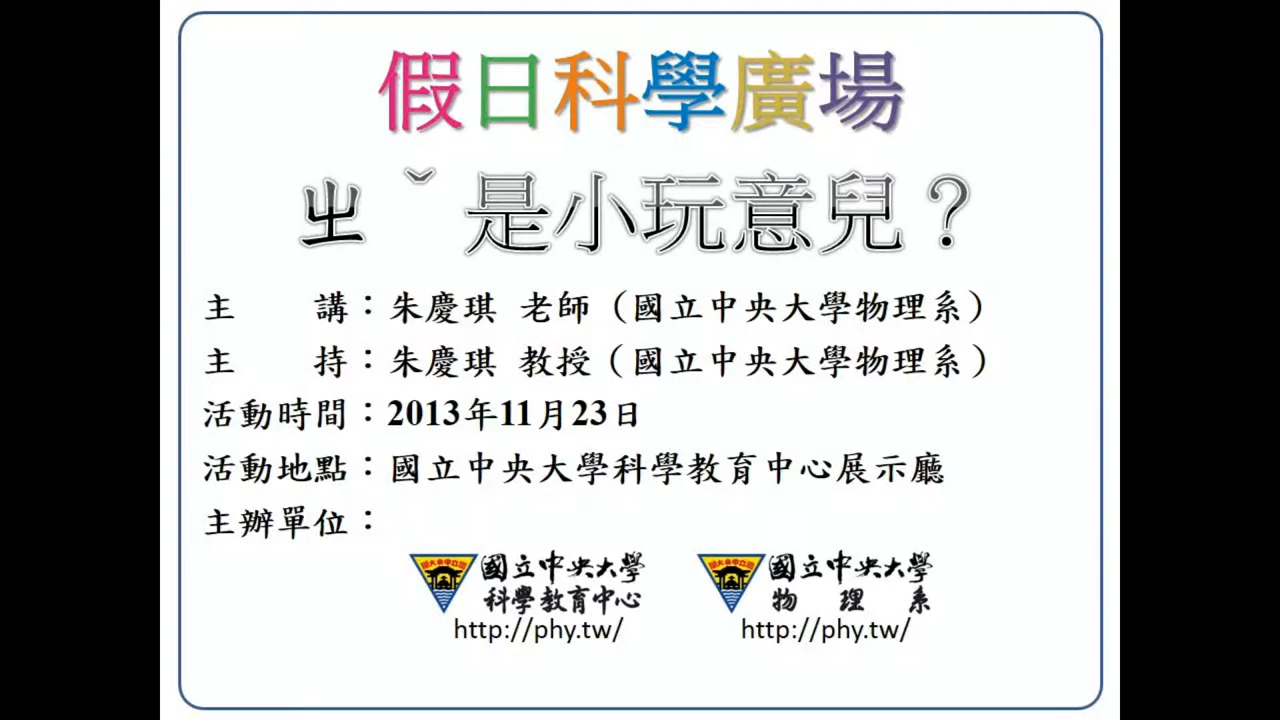 假日科學廣場
ㄓˇ是小玩意兒？
主　　講：朱慶琪 老師（國立中央大學物理系）
主　　持：朱慶琪 教授（國立中央大學物理系）
活動時間：2013年11月23日
活動地點：國立中央大學科學教育中心展示廳
主辦單位：
國立中央大學
科學教育中心
http://phy.tw/
國立中央大學
物理系
http://phy.tw/